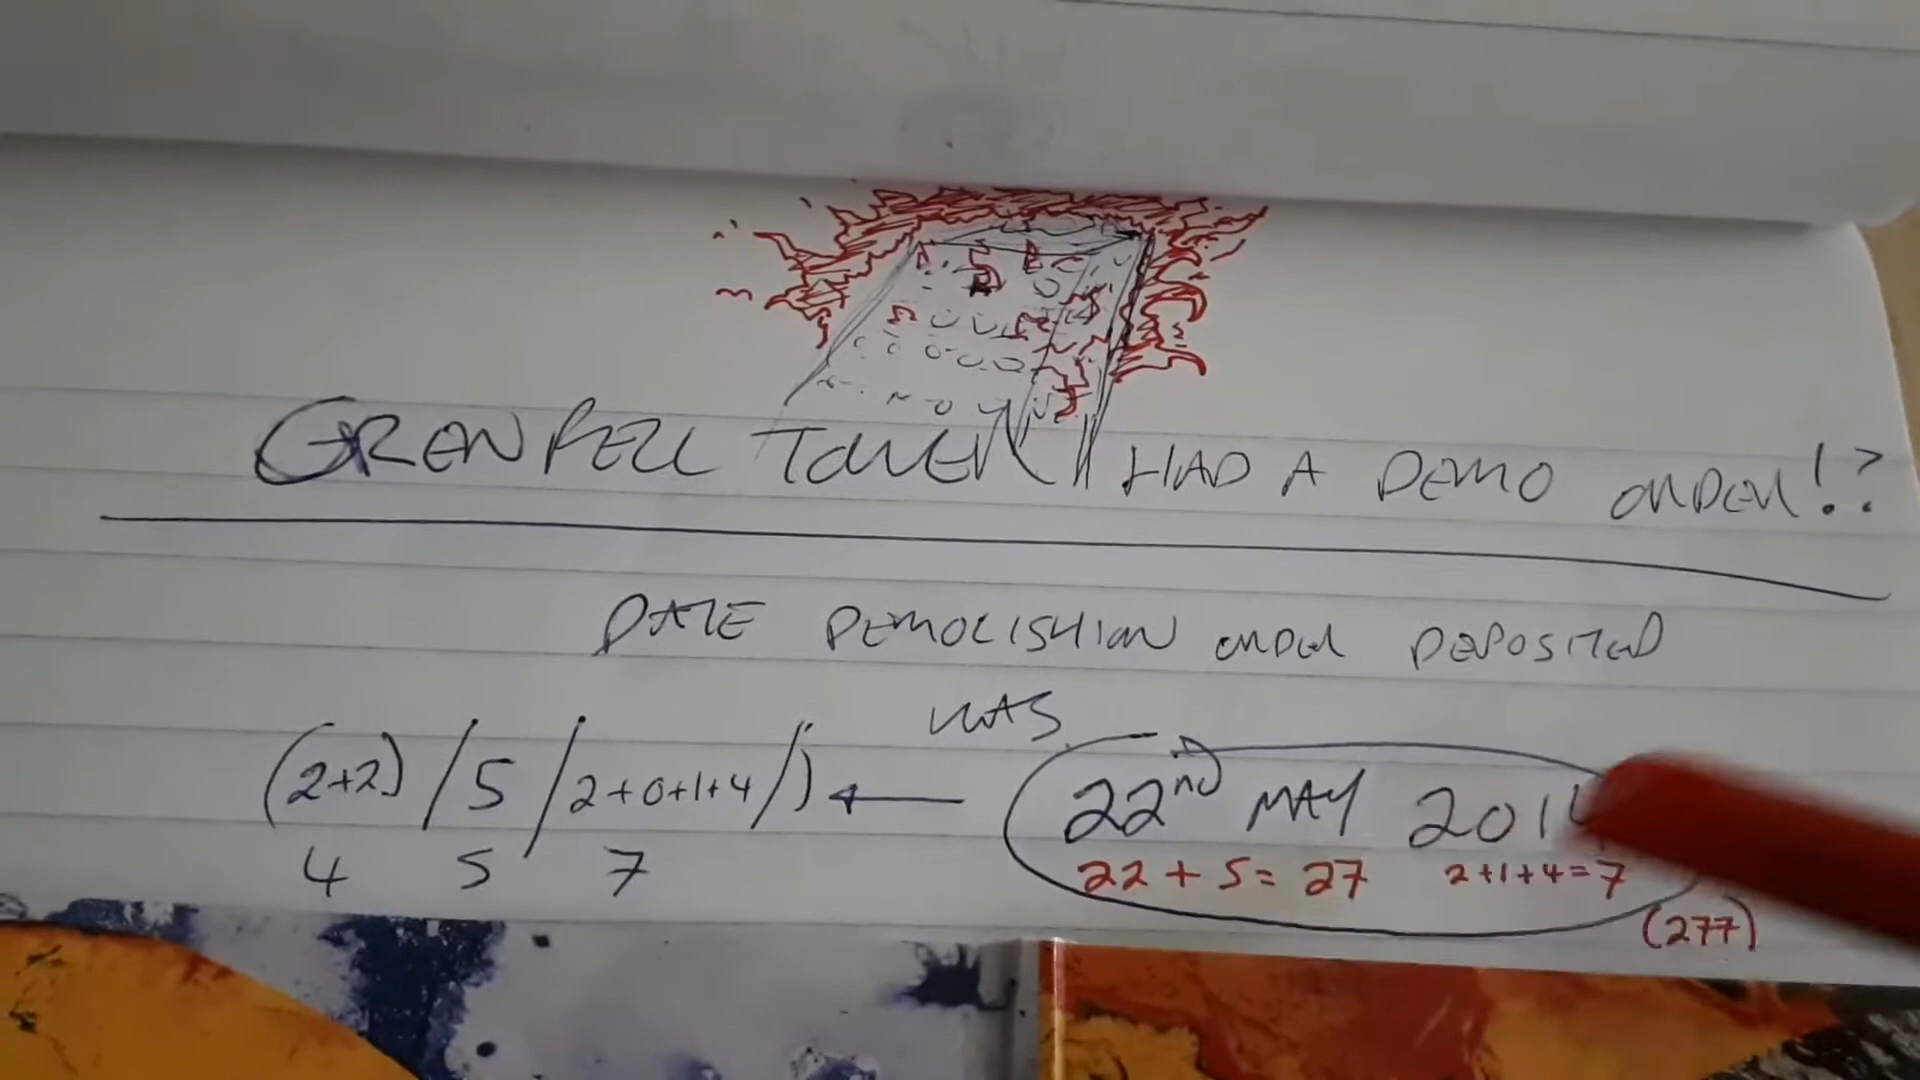 GRENFELL TOWER HAD A DEMO ORDER!?
DATE DEMOLISHION ORDER DEPOSITED
WAS
(2+2) / 5 / 2+0+1+4 /) ← 22nd MAY 2014
4 5 7 22 + 5 = 27 2+1+4=7
(277)